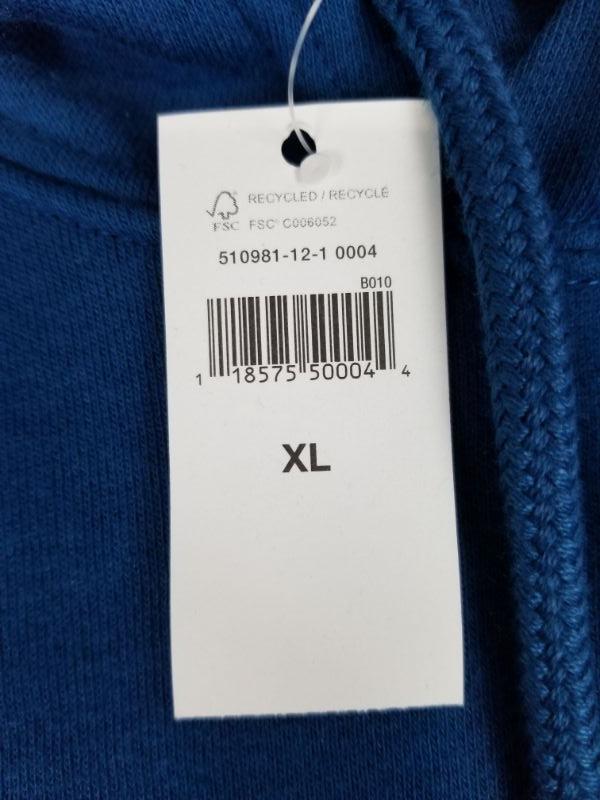 RECYCLED / RECYCLÉ
FSC FSC® C006052
510981-12-1 0004
B010
1 18575 50004 4
XL